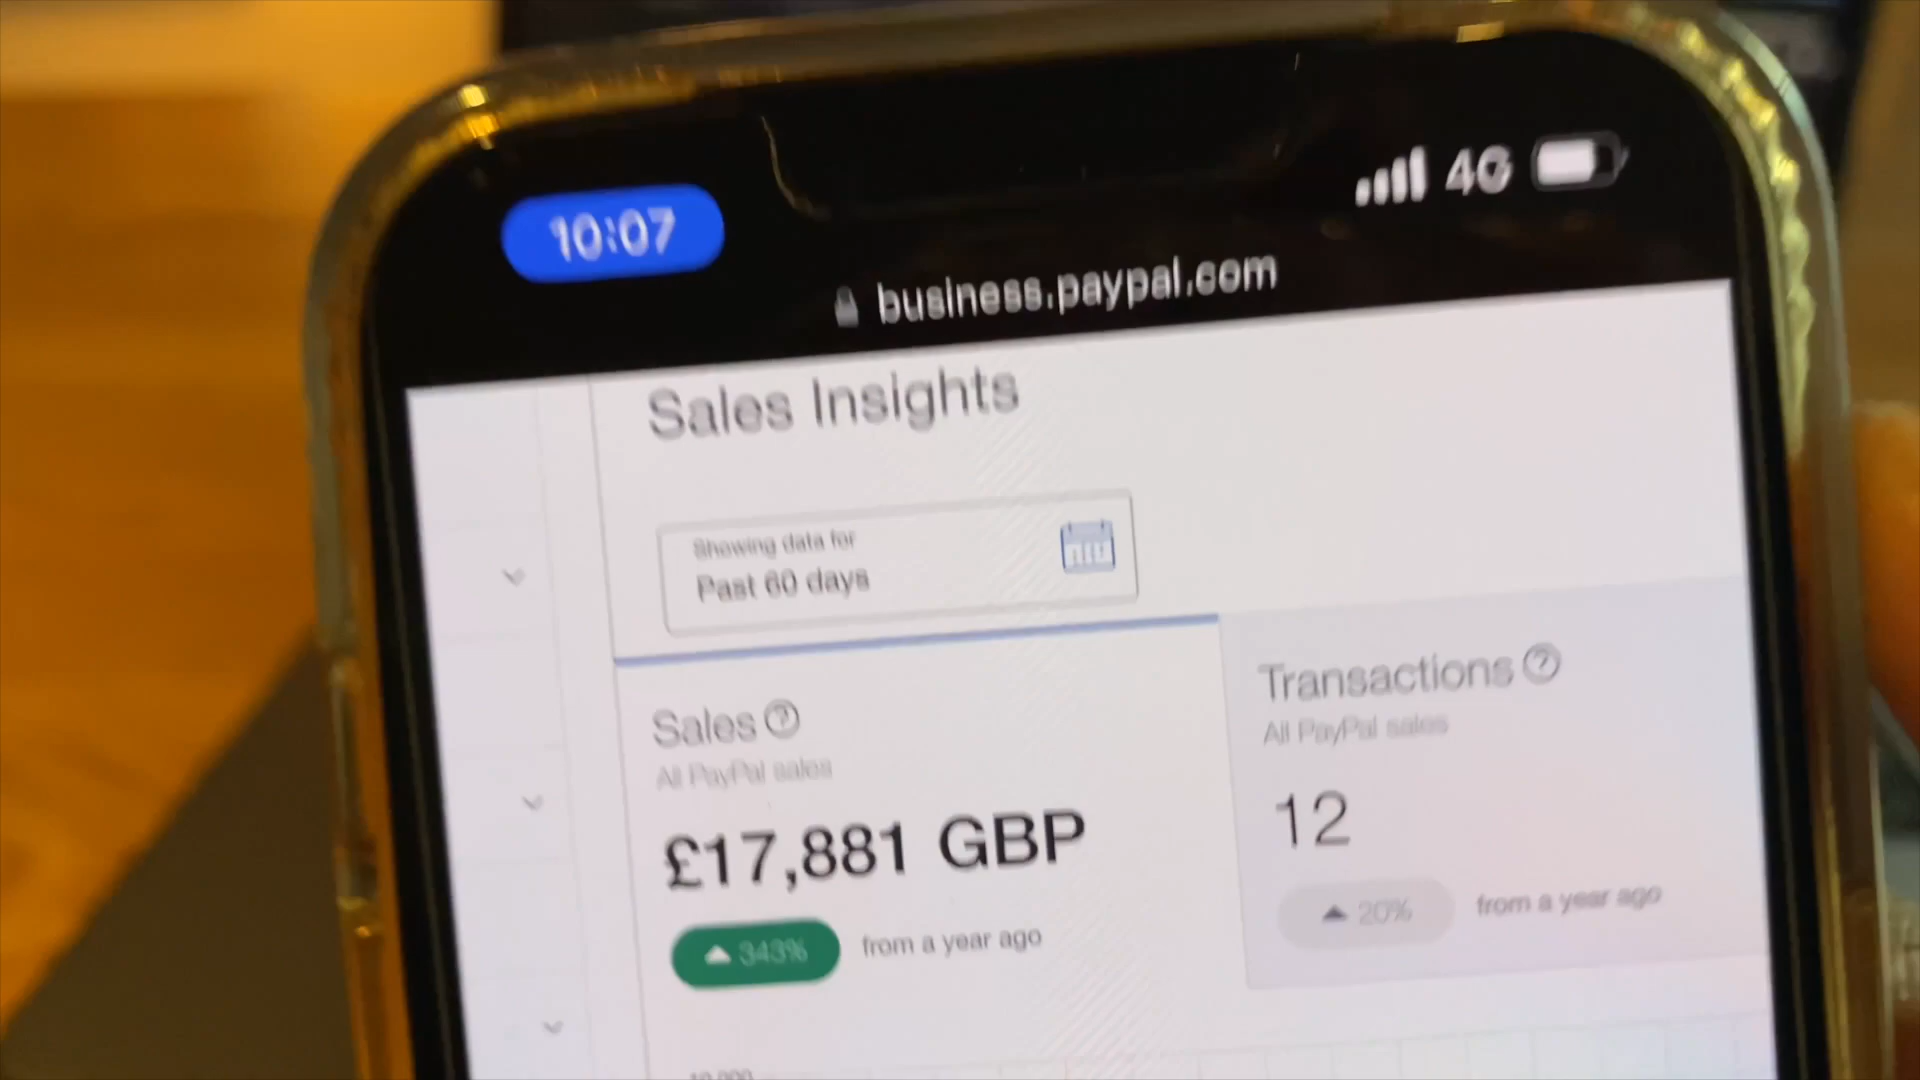 10:07
4G
business.paypal.com
Sales Insights
Showing data for
Past 60 days
Sales
All PayPal sales
£17,881 GBP
343%
from a year ago
Transactions
All PayPal sales
12
20%
from a year ago